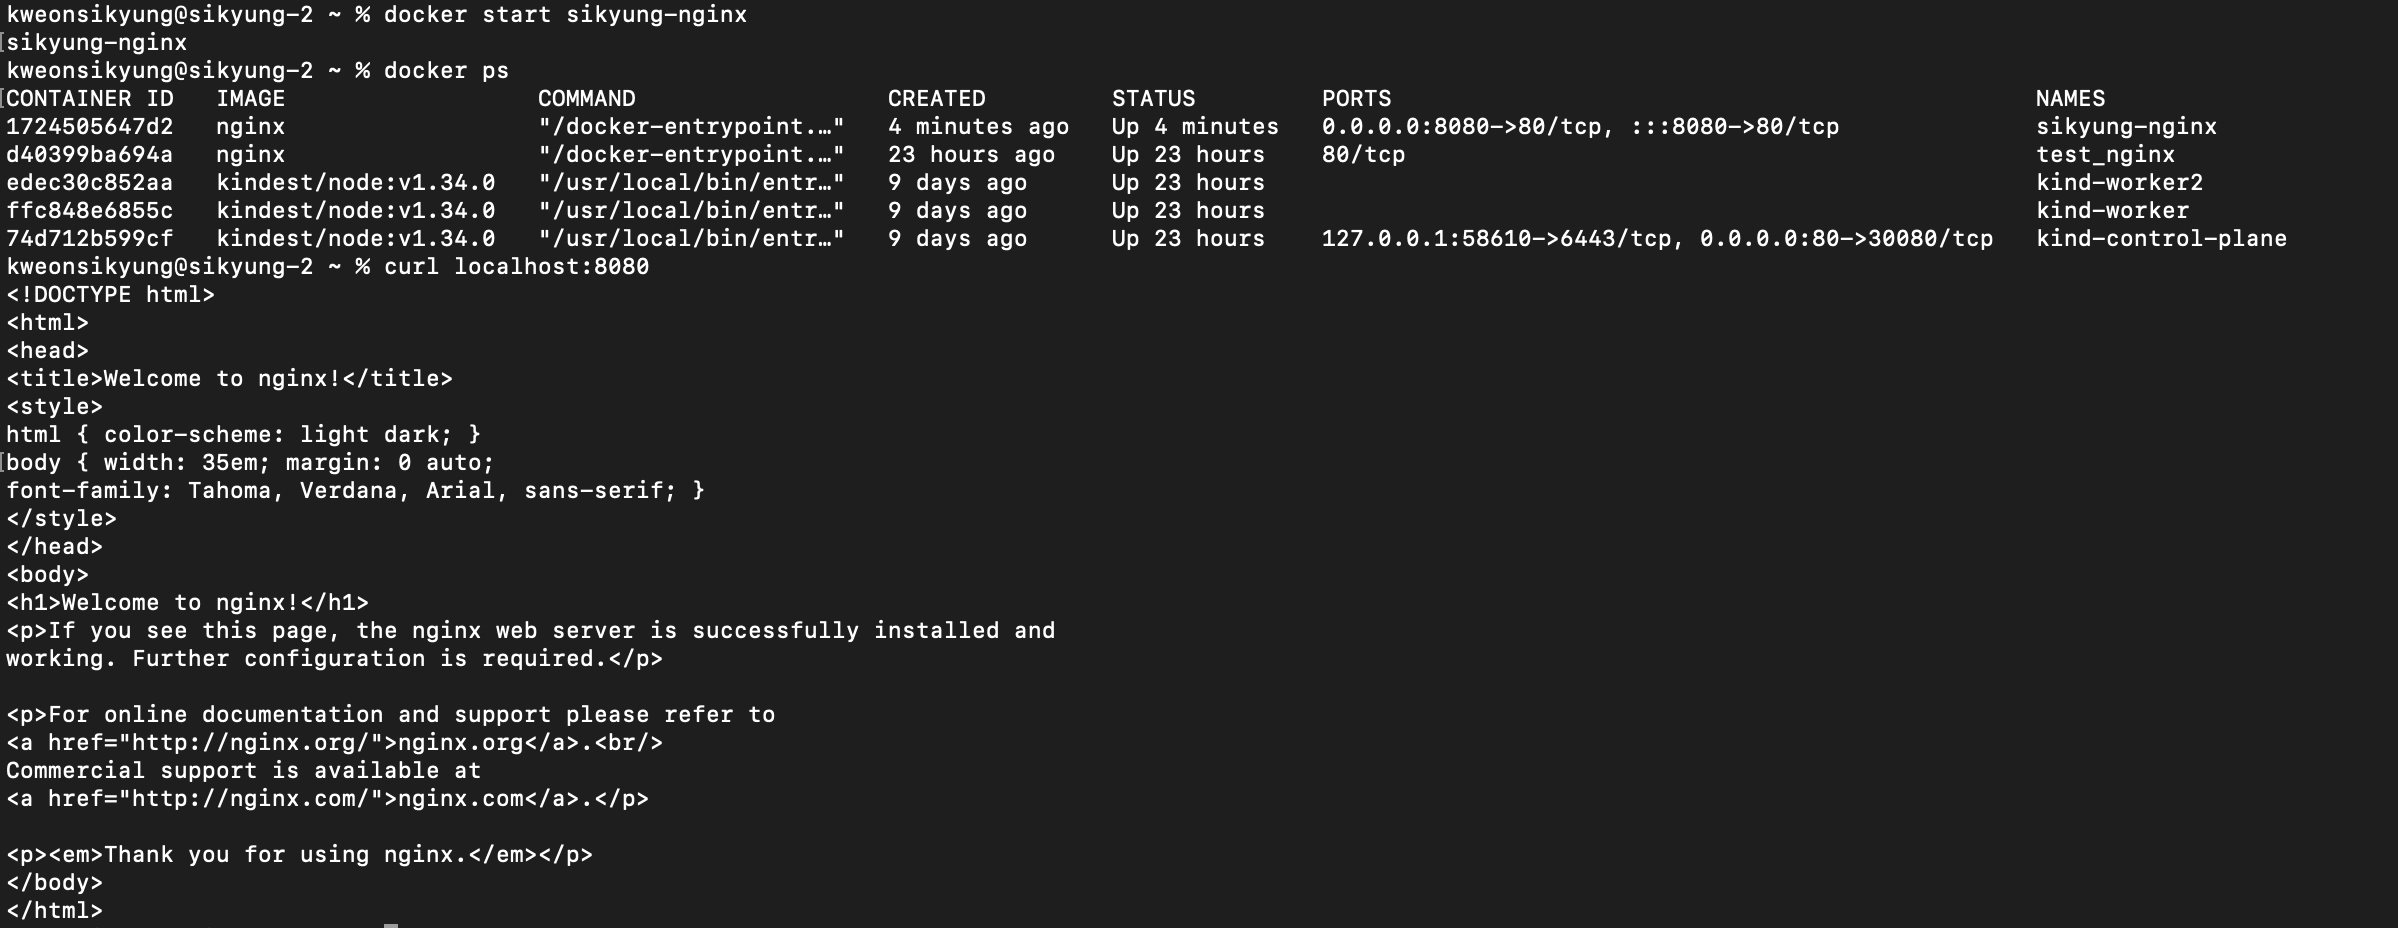 kweonsikyung@sikyung-2 ~ % docker start sikyung-nginx
sikyung-nginx
kweonsikyung@sikyung-2 ~ % docker ps
CONTAINER ID   IMAGE                  COMMAND                  CREATED         STATUS         PORTS                                              NAMES
1724505647d2   nginx                  "/docker-entrypoint.…"   4 minutes ago   Up 4 minutes   0.0.0.0:8080->80/tcp, :::8080->80/tcp              sikyung-nginx
d40399ba694a   nginx                  "/docker-entrypoint.…"   23 hours ago    Up 23 hours    80/tcp                                             test_nginx
edec30c852aa   kindest/node:v1.34.0   "/usr/local/bin/entr…"   9 days ago      Up 23 hours                                                       kind-worker2
ffc848e6855c   kindest/node:v1.34.0   "/usr/local/bin/entr…"   9 days ago      Up 23 hours                                                       kind-worker
74d712b599cf   kindest/node:v1.34.0   "/usr/local/bin/entr…"   9 days ago      Up 23 hours    127.0.0.1:58610->6443/tcp, 0.0.0.0:80->30080/tcp   kind-control-plane
kweonsikyung@sikyung-2 ~ % curl localhost:8080
<!DOCTYPE html>
<html>
<head>
<title>Welcome to nginx!</title>
<style>
html { color-scheme: light dark; }
body { width: 35em; margin: 0 auto;
font-family: Tahoma, Verdana, Arial, sans-serif; }
</style>
</head>
<body>
<h1>Welcome to nginx!</h1>
<p>If you see this page, the nginx web server is successfully installed and
working. Further configuration is required.</p>

<p>For online documentation and support please refer to
<a href="http://nginx.org/">nginx.org</a>.<br/>
Commercial support is available at
<a href="http://nginx.com/">nginx.com</a>.</p>

<p><em>Thank you for using nginx.</em></p>
</body>
</html>